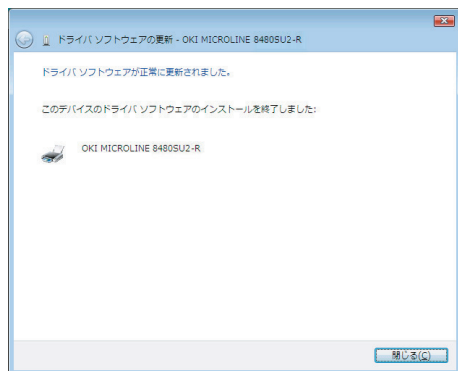 ドライバ ソフトウェアの更新 - OKI MICROLINE 8480SU2-R
ドライバ ソフトウェアが正常に更新されました。
このデバイスのドライバ ソフトウェアのインストールを終了しました:
OKI MICROLINE 8480SU2-R
閉じる(C)